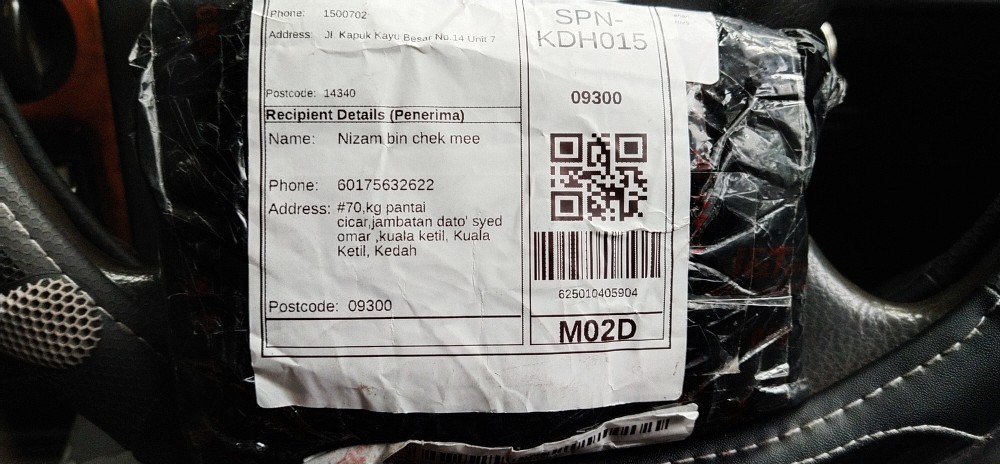 Phone: 1500702
Address: Jl. Kapuk Kayu Besar No.14 Unit 7
Postcode: 14340
Recipient Details (Penerima)
Name: Nizam bin chek mee
Phone: 60175632622
Address: #70,kg pantai
cicar,jambatan dato' syed
omar ,kuala ketil, Kuala
Ketil, Kedah
Postcode: 09300
SPN-
KDH015
09300
625010405904
M02D